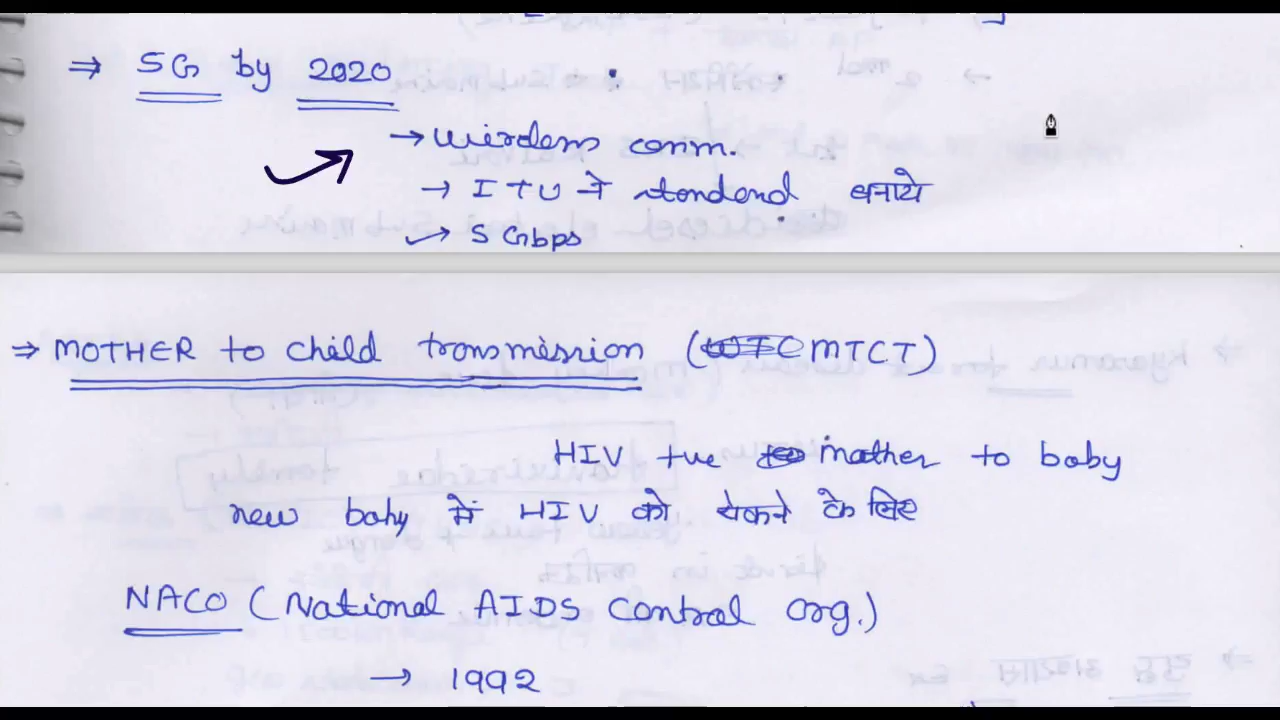 ⇒ 5G by 2020
→ wireless comm.
→ ITU ने standard बनाये
→ 5 Gbps
⇒ MOTHER to child transmission (MTCT)
HIV +ve mother to baby
new baby में HIV को रोकने के लिए
NACO (National AIDS Control Org.)
→ 1992